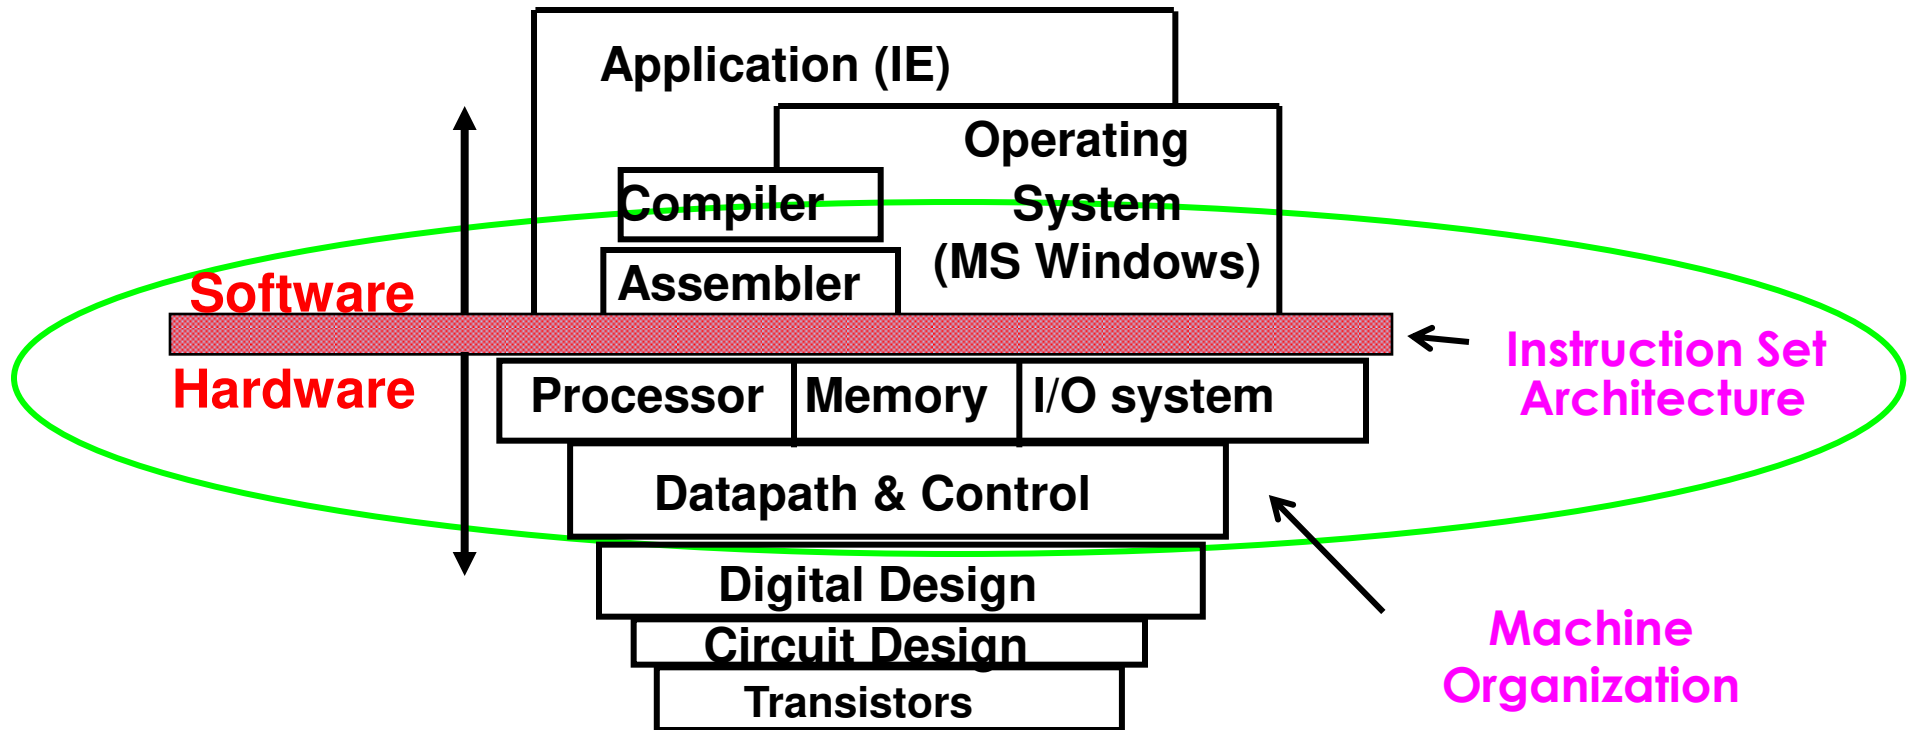 Application (IE)
Operating
Compiler
System
(MS Windows)
Assembler
Software
Instruction Set
Architecture
Hardware
Processor
Memory
I/O system
Datapath & Control
Digital Design
Machine
Organization
Circuit Design
Transistors